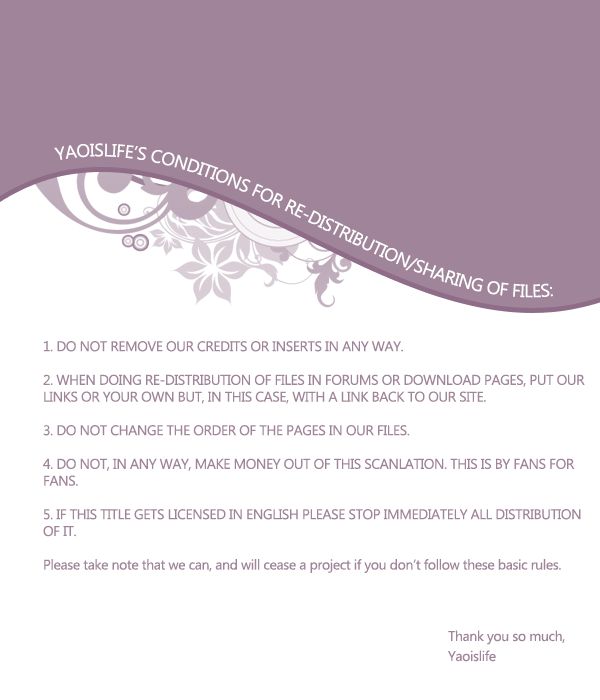 YAOISLIFE'S CONDITIONS FOR RE-DISTRIBUTION/SHARING OF FILES:
1. DO NOT REMOVE OUR CREDITS OR INSERTS IN ANY WAY.
2. WHEN DOING RE-DISTRIBUTION OF FILES IN FORUMS OR DOWNLOAD PAGES, PUT OUR
LINKS OR YOUR OWN BUT, IN THIS CASE, WITH A LINK BACK TO OUR SITE.
3. DO NOT CHANGE THE ORDER OF THE PAGES IN OUR FILES.
4. DO NOT, IN ANY WAY, MAKE MONEY OUT OF THIS SCANLATION. THIS IS BY FANS FOR
FANS.
5. IF THIS TITLE GETS LICENSED IN ENGLISH PLEASE STOP IMMEDIATELY ALL DISTRIBUTION
OF IT.
Please take note that we can, and will cease a project if you don't follow these basic rules.
Thank you so much,
Yaoislife